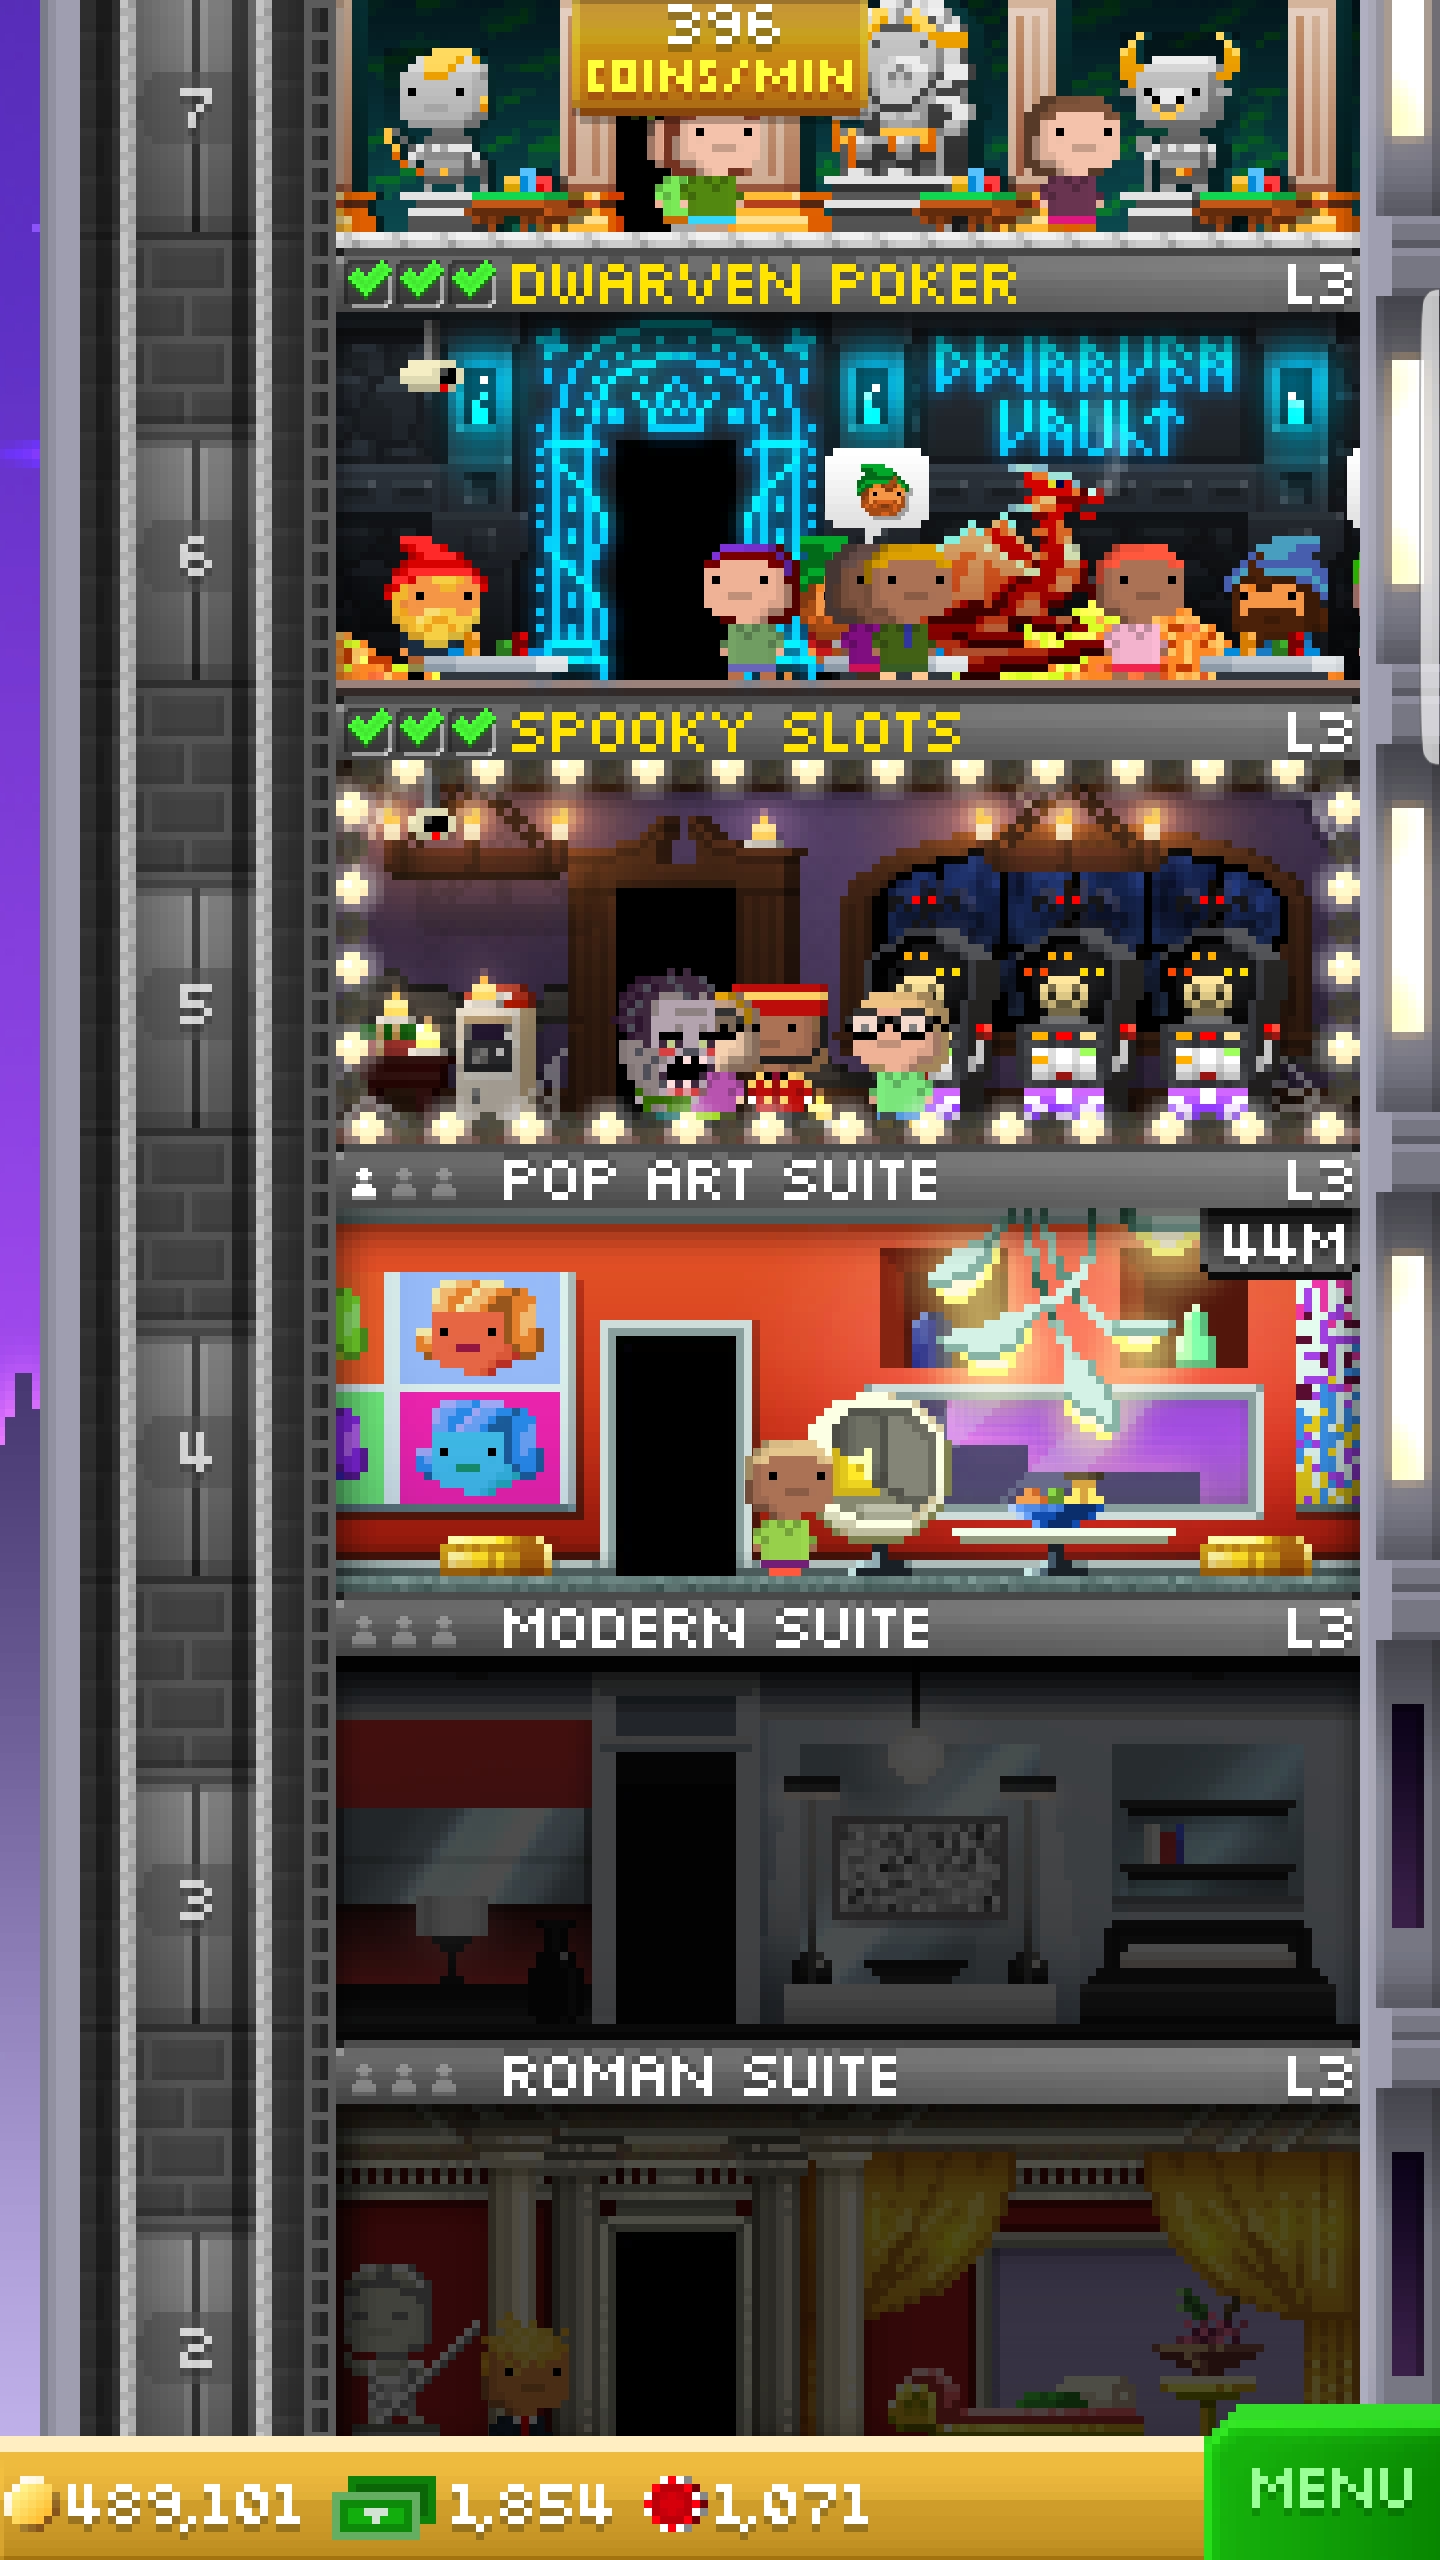 396
COINS/MIN
7
DWARVEN POKER L3
DWARVEN
VAULT
6
SPOOKY SLOTS L3
5
POP ART SUITE L3
44M
4
MODERN SUITE L3
3
ROMAN SUITE L3
2
489,101 1,854 1,071
MENU